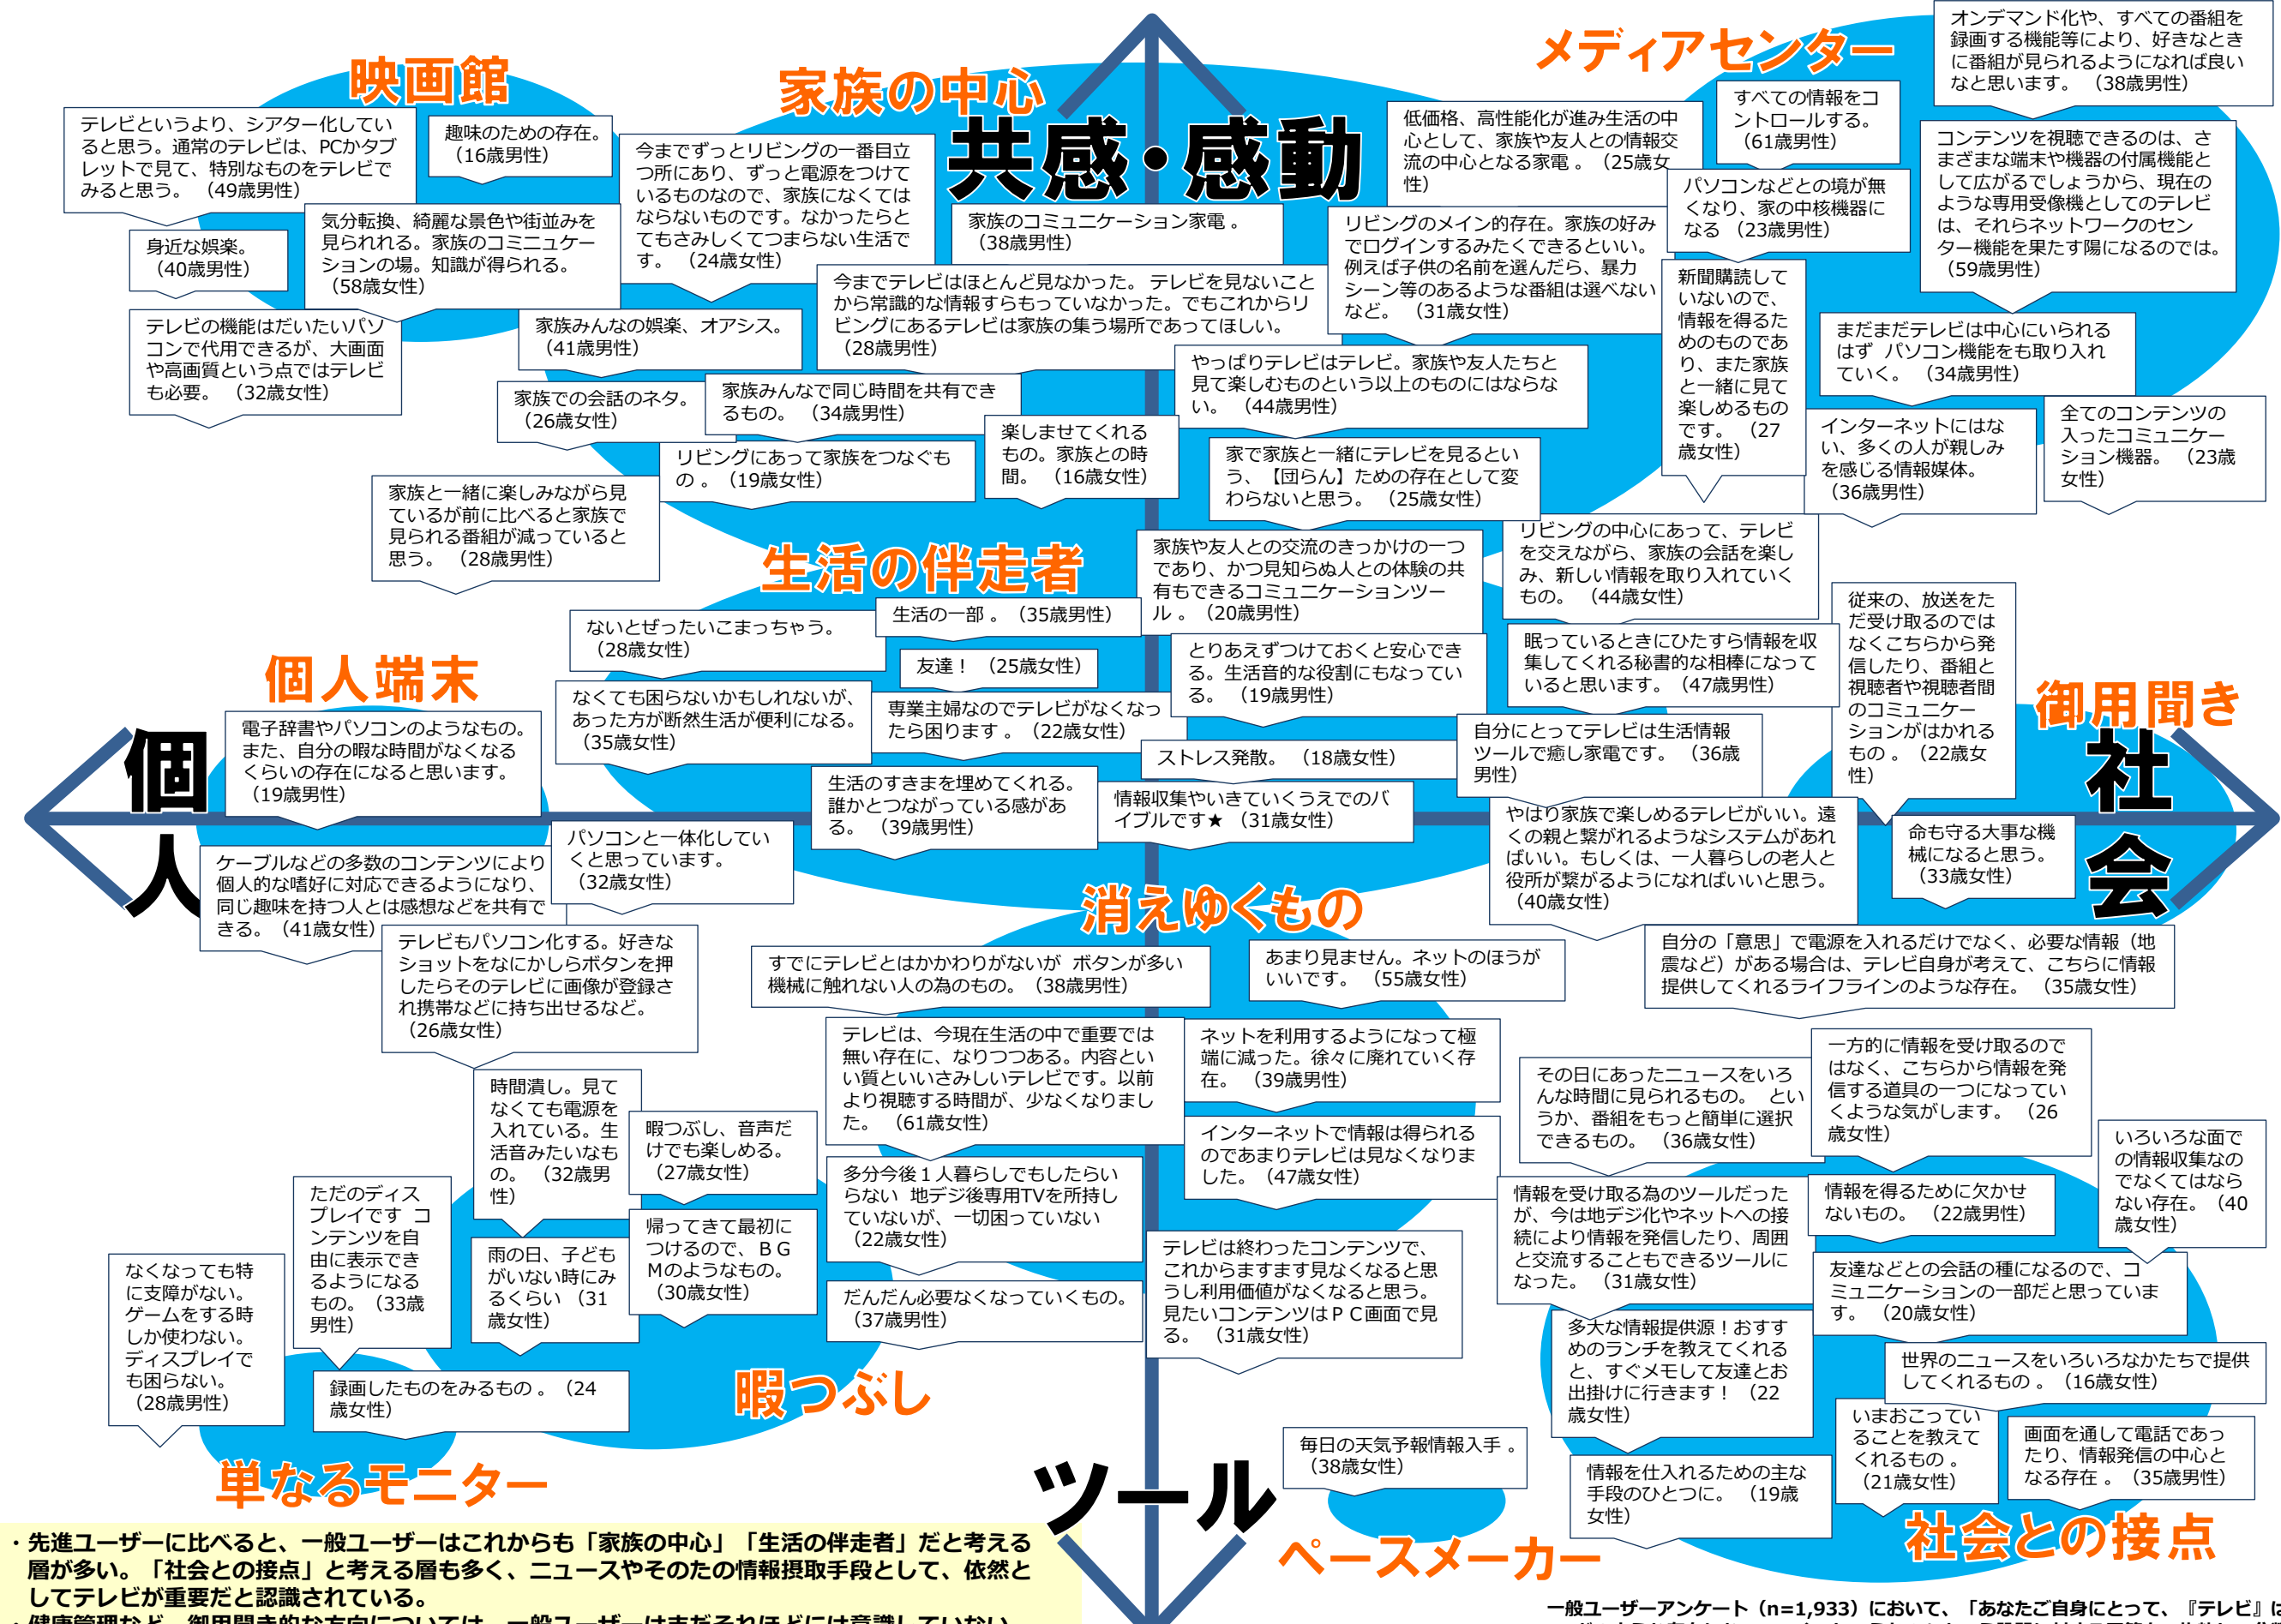 映画館
家族の中心
メディアセンター
共感・感動
オンデマンド化や、すべての番組を
録画する機能等により、好きなとき
に番組が見られるようになれば良い
なと思います。（38歳男性）
テレビというより、シアター化してい
ると思う。通常のテレビは、PCかタブ
レットで見て、特別なものをテレビで
みると思う。（49歳男性）
趣味のための存在。
（16歳男性）
今までずっとリビングの一番目立
つ所にあり、ずっと電源をつけて
いるものなので、家族になくては
ならないものです。なかったらと
てもさみしくてつまらない生活で
す。（24歳女性）
低価格、高性能化が進み生活の中
心として、家族や友人との情報交
流の中心となる家電 。（25歳女
性）
すべての情報をコ
ントロールする。
（61歳男性）
コンテンツを視聴できるのは、さ
まざまな端末や機器の付属機能と
して広がるでしょうから、現在の
ような専用受像機としてのテレビ
は、それらネットワークのセン
ター機能を果たす陽になるのでは。
（59歳男性）
身近な娯楽。
（40歳男性）
気分転換、綺麗な景色や街並みを
見られれる。家族のコミニュケー
ションの場。知識が得られる。
（58歳女性）
家族のコミュニケーション家電 。
（38歳男性）
リビングのメイン的存在。家族の好み
でログインするみたくできるといい。
例えば子供の名前を選んだら、暴力
シーン等のあるような番組は選べない
など。（31歳女性）
パソコンなどとの境が無
くなり、家の中核機器に
なる （23歳男性）
今までテレビはほとんど見なかった。 テレビを見ないこと
から常識的な情報すらもっていなかった。でもこれからリ
ビングにあるテレビは家族の集う場所であってほしい。
（28歳男性）
新聞購読して
いないので、
情報を得るた
めのものであ
り、また家族
と一緒に見て
楽しめるもの
です。（27
歳女性）
テレビの機能はだいたいパソ
コンで代用できるが、大画面
や高画質という点ではテレビ
も必要。（32歳女性）
家族みんなの娯楽、オアシス。
（41歳男性）
まだまだテレビは中心にいられる
はず パソコン機能をも取り入れ
ていく。（34歳男性）
やっぱりテレビはテレビ。家族や友人たちと
見て楽しむものという以上のものにはならな
い。（44歳男性）
家族での会話のネタ。
（26歳女性）
家族みんなで同じ時間を共有でき
るもの。（34歳男性）
楽しませてくれる
もの。家族との時
間。（16歳女性）
インターネットにはな
い、多くの人が親しみ
を感じる情報媒体。
（36歳男性）
全てのコンテンツの
入ったコミュニケー
ション機器。（23歳
女性）
リビングにあって家族をつなぐも
の 。（19歳女性）
家で家族と一緒にテレビを見るとい
う、【団らん】ための存在として変
わらないと思う。（25歳女性）
家族と一緒に楽しみながら見
ているが前に比べると家族で
見られる番組が減っていると
思う。（28歳男性）
生活の伴走者
家族や友人との交流のきっかけの一つ
であり、かつ見知らぬ人との体験の共
有もできるコミュニケーションツー
ル 。（20歳男性）
リビングの中心にあって、テレビ
を交えながら、家族の会話を楽し
み、新しい情報を取り入れていく
もの。（44歳女性）
ないとぜったいこまっちゃう。
（28歳女性）
生活の一部 。（35歳男性）
友達！（25歳女性）
とりあえずつけておくと安心でき
る。生活音的な役割にもなってい
る。（19歳男性）
眠っているときにひたすら情報を収
集してくれる秘書的な相棒になって
いると思います。（47歳男性）
従来の、放送をた
だ受け取るのでは
なくこちらから発
信したり、番組と
視聴者や視聴者間
のコミュニケー
ションがはかれる
もの 。（22歳女
性）
個人端末
御用聞き
なくても困らないかもしれないが、
あった方が断然生活が便利になる。
（35歳女性）
専業主婦なのでテレビがなくなっ
たら困ります 。（22歳女性）
電子辞書やパソコンのようなもの。
また、自分の暇な時間がなくなる
くらいの存在になると思います。
（19歳男性）
ストレス発散。（18歳女性）
自分にとってテレビは生活情報
ツールで癒し家電です。（36歳
男性）
個人
社会
生活のすきまを埋めてくれる。
誰かとつながっている感があ
る。（39歳男性）
情報収集やいきていくうえでのバ
イブルです★（31歳女性）
やはり家族で楽しめるテレビがいい。遠
くの親と繋がれるようなシステムがあれ
ばいい。もしくは、一人暮らしの老人と
役所が繋がるようになればいいと思う。
（40歳女性）
命も守る大事な機
械になると思う。
（33歳女性）
パソコンと一体化してい
くと思っています。
（32歳女性）
ケーブルなどの多数のコンテンツにより
個人的な嗜好に対応できるようになり、
同じ趣味を持つ人とは感想などを共有で
きる。（41歳女性）
消えゆくもの
テレビもパソコン化する。好きな
ショットをなにかしらボタンを押
したらそのテレビに画像が登録さ
れ携帯などに持ち出せるなど。
（26歳女性）
すでにテレビとはかかわりがないが ボタンが多い
機械に触れない人の為のもの。（38歳男性）
あまり見ません。ネットのほうが
いいです。（55歳女性）
自分の「意思」で電源を入れるだけでなく、必要な情報（地
震など）がある場合は、テレビ自身が考えて、こちらに情報
提供してくれるライフラインのような存在。（35歳女性）
テレビは、今現在生活の中で重要では
無い存在に、なりつつある。内容とい
い質といいさみしいテレビです。以前
より視聴する時間が、少なくなりまし
た。（61歳女性）
ネットを利用するようになって極
端に減った。徐々に廃れていく存
在。（39歳男性）
一方的に情報を受け取るので
はなく、こちらから情報を発
信する道具の一つになってい
くような気がします。（26
歳女性）
その日にあったニュースをいろ
んな時間に見られるもの。 とい
うか、番組をもっと簡単に選択
できるもの。（36歳女性）
時間潰し。見て
なくても電源を
入れている。生
活音みたいなも
の。（32歳男
性）
暇つぶし、音声だ
けでも楽しめる。
（27歳女性）
インターネットで情報は得られる
のであまりテレビは見なくなりま
した。（47歳女性）
いろいろな面で
の情報収集なの
でなくてはなら
ない存在。（40
歳女性）
多分今後１人暮らしでもしたらい
らない 地デジ後専用TVを所持し
ていないが、一切困っていない
（22歳女性）
ただのディス
プレイです コ
ンテンツを自
由に表示でき
るようになる
もの。（33歳
男性）
情報を受け取る為のツールだった
が、今は地デジ化やネットへの接
続により情報を発信したり、周囲
と交流することもできるツールに
なった。（31歳女性）
情報を得るために欠かせ
ないもの。（22歳男性）
帰ってきて最初に
つけるので、ＢＧ
Ｍのようなもの。
（30歳女性）
雨の日、子ども
がいない時にみ
るくらい （31
歳女性）
テレビは終わったコンテンツで、
これからますます見なくなると思
うし利用価値がなくなると思う。
見たいコンテンツはＰＣ画面で見
る。（31歳女性）
なくなっても特
に支障がない。
ゲームをする時
しか使わない。
ディスプレイで
も困らない。
（28歳男性）
友達などとの会話の種になるので、コ
ミュニケーションの一部だと思っていま
す。（20歳女性）
だんだん必要なくなっていくもの。
（37歳男性）
多大な情報提供源！おすす
めのランチを教えてくれる
と、すぐメモして友達とお
出掛けに行きます！（22
歳女性）
世界のニュースをいろいろなかたちで提供
してくれるもの 。（16歳女性）
録画したものをみるもの 。（24
歳女性）
暇つぶし
いまおこってい
ることを教えて
くれるもの 。
（21歳女性）
画面を通して電話であっ
たり、情報発信の中心と
なる存在 。（35歳男性）
毎日の天気予報情報入手 。
（38歳女性）
単なるモニター
ツール
情報を仕入れるための主な
手段のひとつに。（19歳
女性）
ペースメーカー
社会との接点
・先進ユーザーに比べると、一般ユーザーはこれからも「家族の中心」「生活の伴走者」だと考える
層が多い。「社会との接点」と考える層も多く、ニュースやそのたの情報摂取手段として、依然と
してテレビが重要だと認識されている。
・健康管理など、御用聞き的な方向については、一般ユーザーはまだそれほどには意識していない
一般ユーザーアンケート（n=1,933）において、「あなたご自身にとって、『テレビ』は